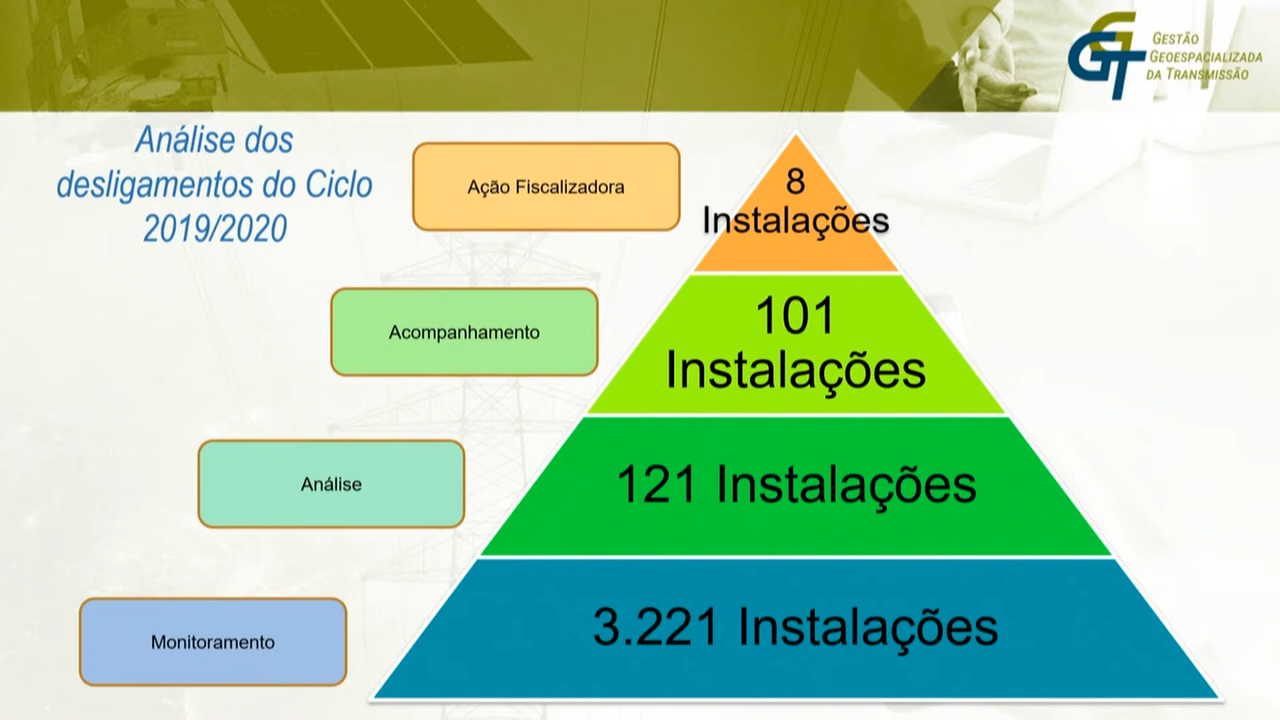 GGT
GESTÃO
GEOESPACIALIZADA
DA TRANSMISSÃO
Análise dos
desligamentos do Ciclo
2019/2020
Ação Fiscalizadora
8
Instalações
Acompanhamento
101
Instalações
Análise
121 Instalações
Monitoramento
3.221 Instalações